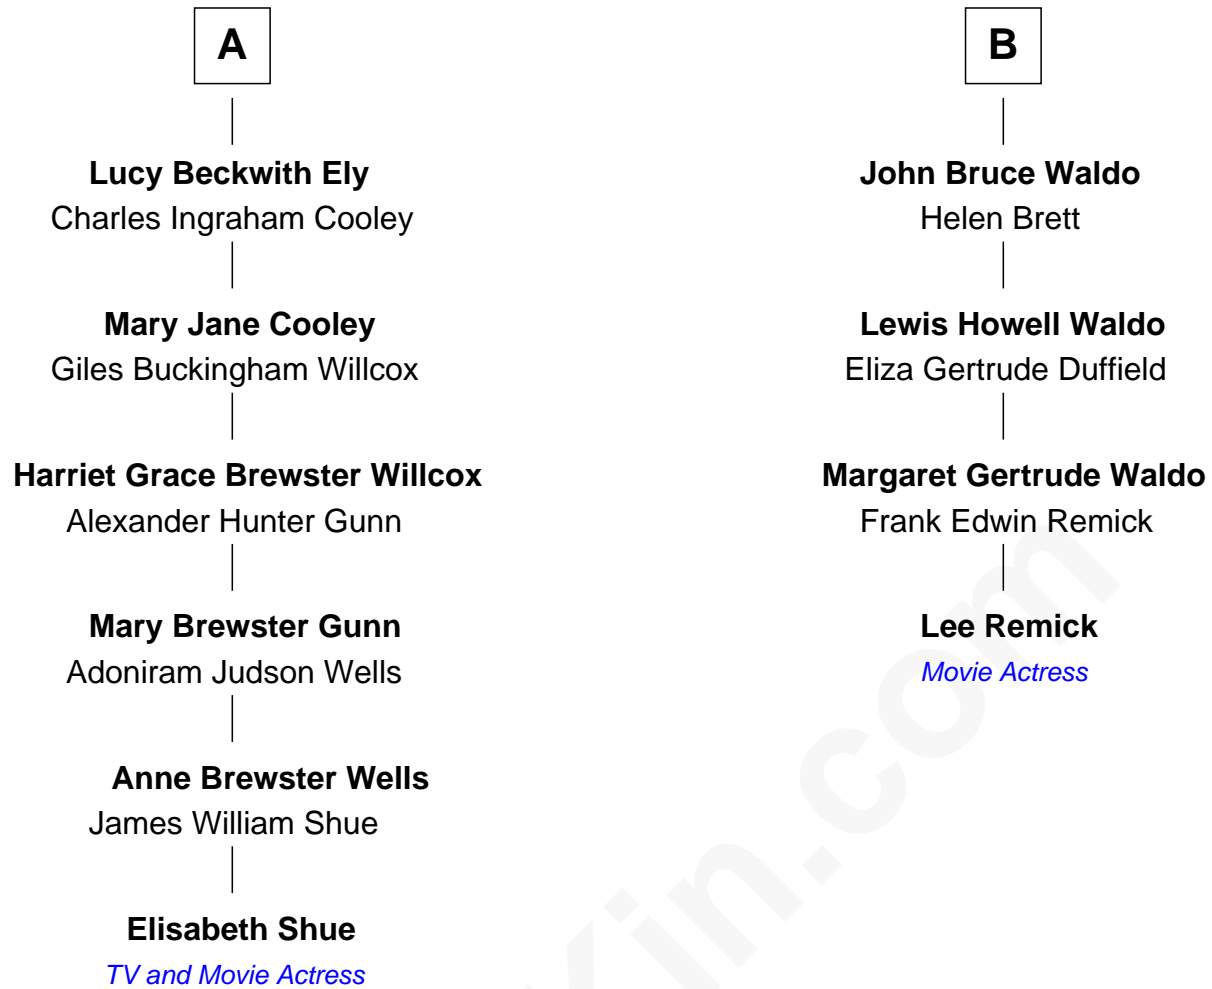 A
Lucy Beckwith Ely
Charles Ingraham Cooley
Mary Jane Cooley
Giles Buckingham Willcox
Harriet Grace Brewster Willcox
Alexander Hunter Gunn
Mary Brewster Gunn
Adoniram Judson Wells
Anne Brewster Wells
James William Shue
Elisabeth Shue
TV and Movie Actress
B
John Bruce Waldo
Helen Brett
Lewis Howell Waldo
Eliza Gertrude Duffield
Margaret Gertrude Waldo
Frank Edwin Remick
Lee Remick
Movie Actress
Kin.com